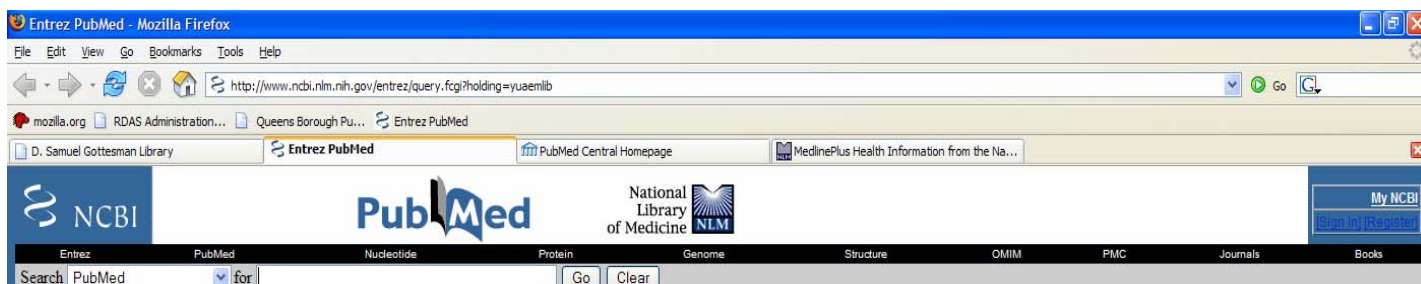 Entrez PubMed - Mozilla Firefox
File Edit View Go Bookmarks Tools Help
http://www.ncbi.nlm.nih.gov/entrez/query.fcgi?holding=yuaemlib Go G
mozilla.org RDAS Administration... Queens Borough Pu... Entrez PubMed
D. Samuel Gottesman Library Entrez PubMed PubMed Central Homepage MedlinePlus Health Information from the Na...
NCBI
PubMed
National
Library
of Medicine NLM
My NCBI
[Sign In] [Register]
Entrez PubMed Nucleotide Protein Genome Structure OMIM PMC Journals Books
Search PubMed for Go Clear